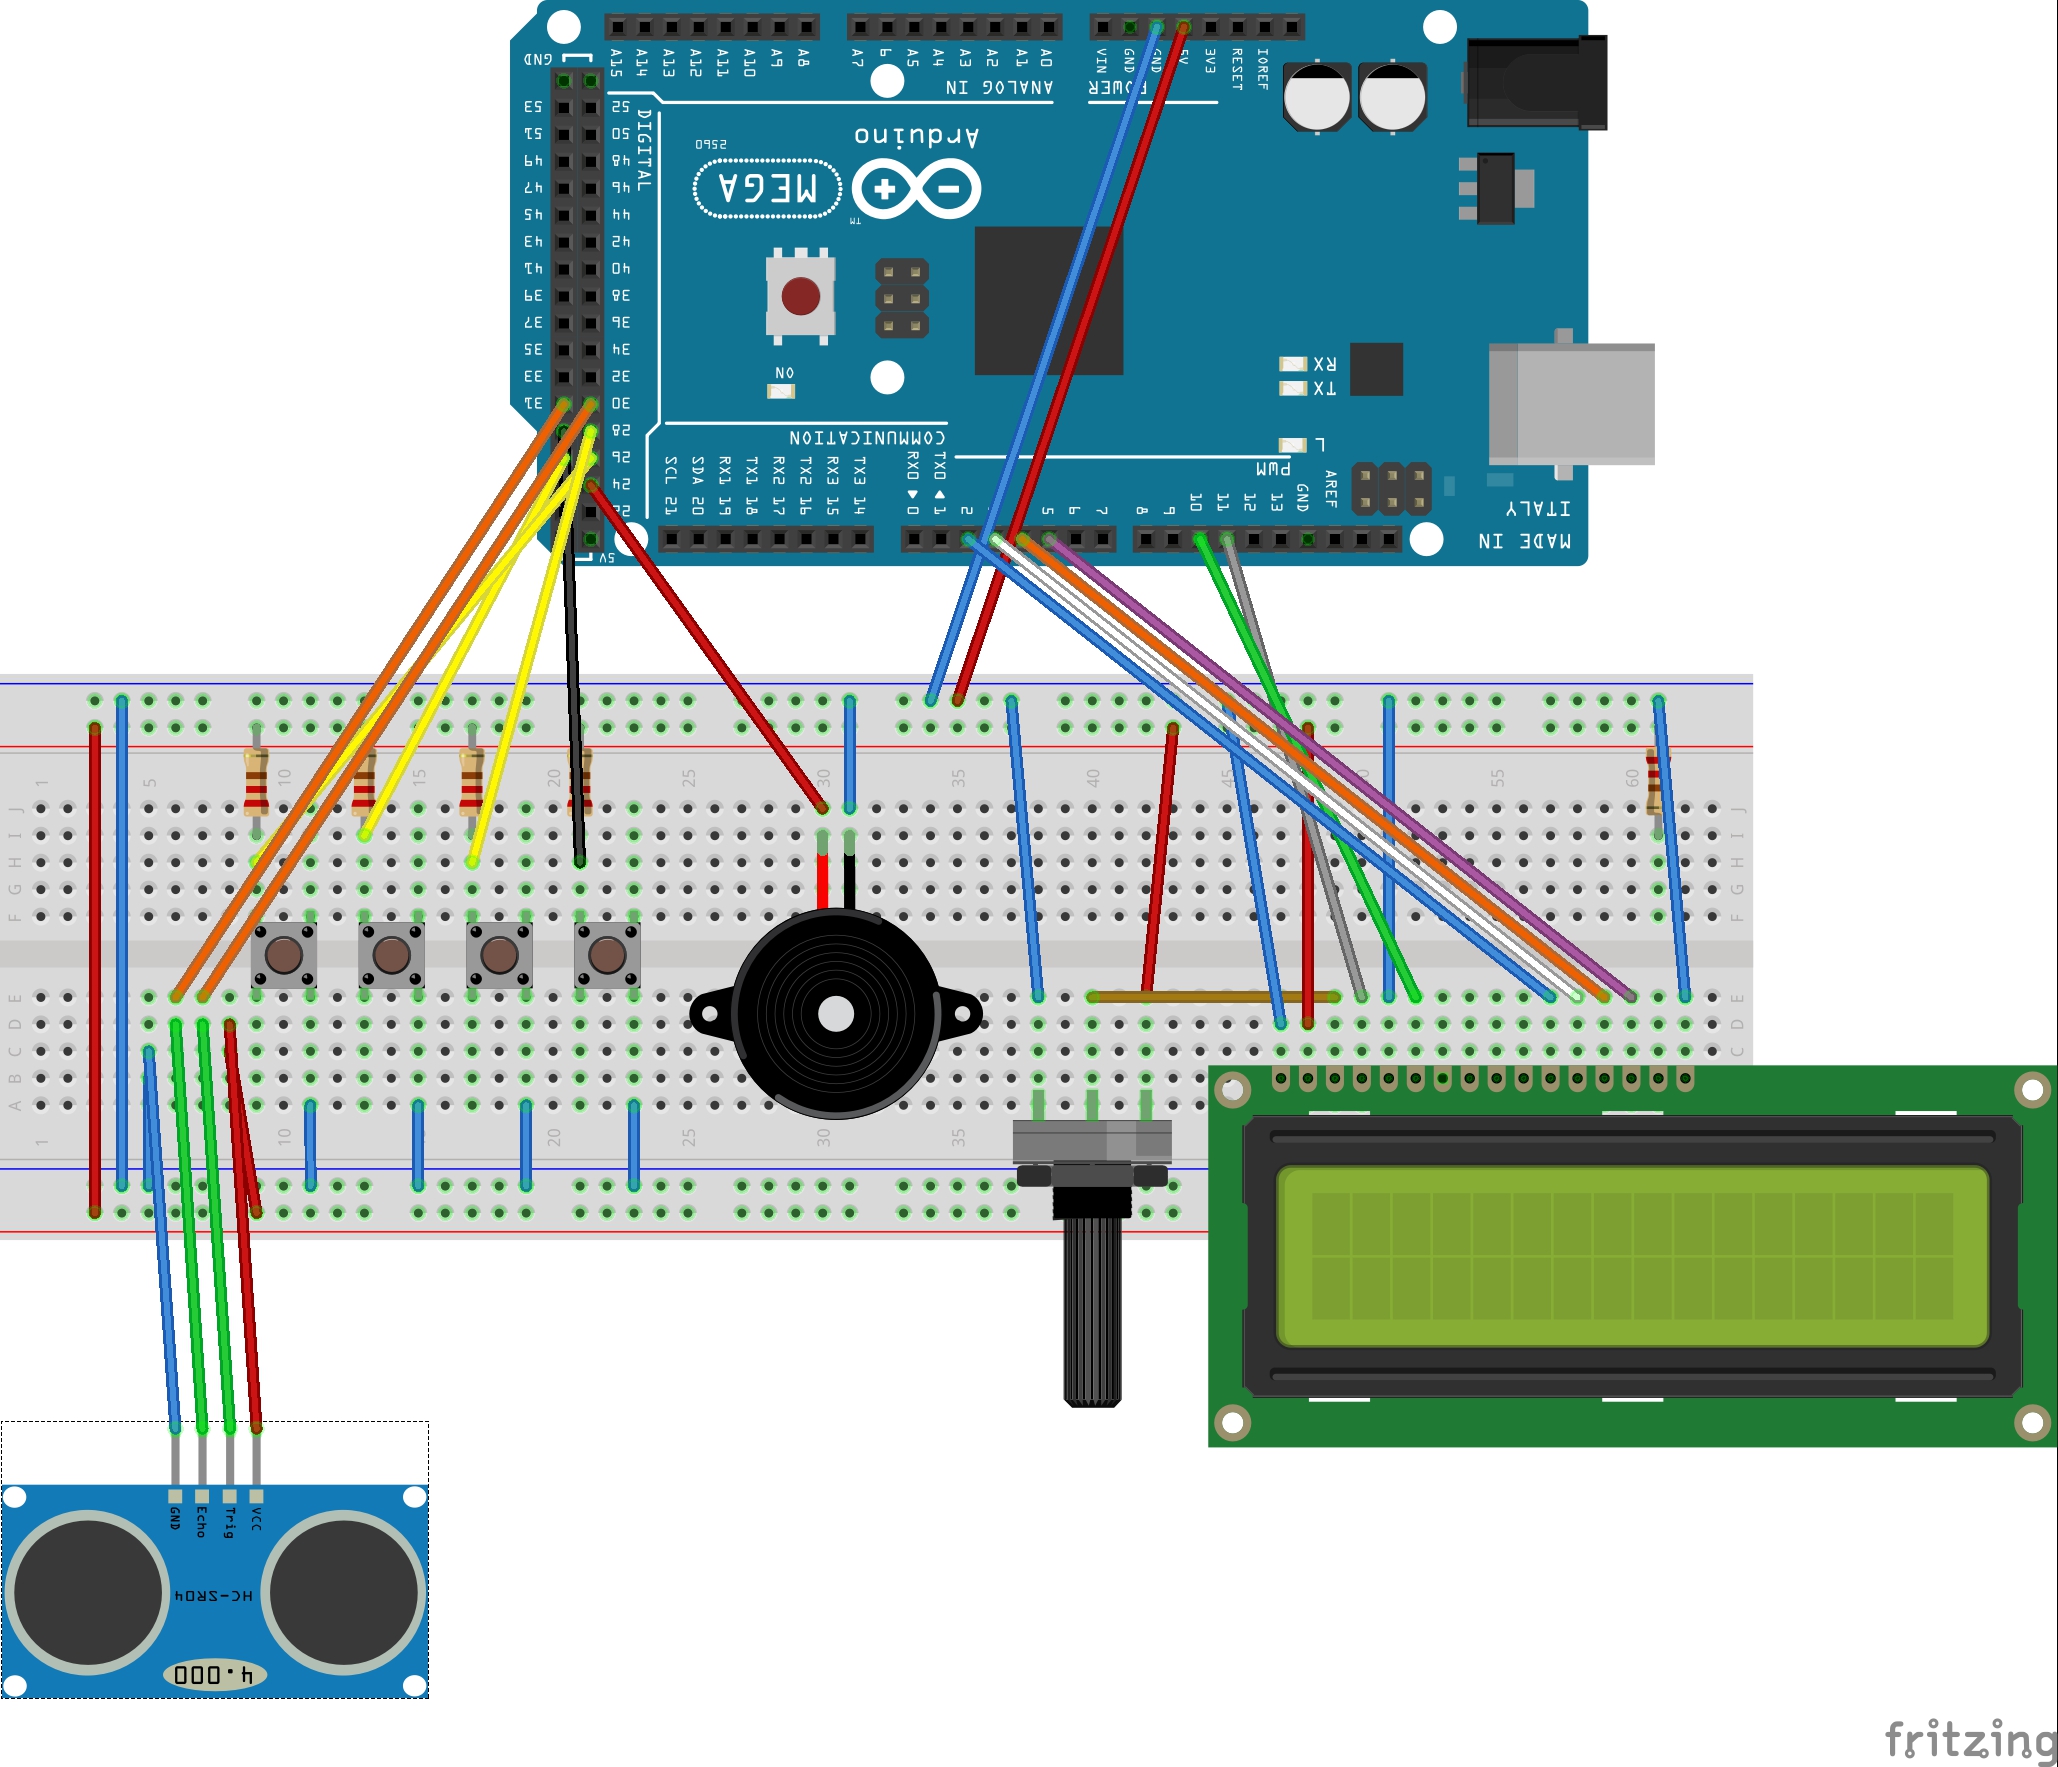 A15 A14 A13 A12 A11 A10 A9 A8 A7 A5 A4 A3 A2 A1 A0 VIN GND GND 5V 3V3 RESET IOREF
GND
ANALOG IN
POWER
53 52
51 50
49 48
47 46
45 44
43 42
41 40
39 38
37 36
35 34
33 32
31 30
28
26
24
DIGITAL
2560
Arduino
MEGA
TM
ON
RX
TX
L
COMMUNICATION
PWM
SCL 21 SDA 20 RX1 19 TX1 18 RX2 17 TX2 16 RX3 15 TX3 14 RX0 0 TX0 1 2 5 6 7 8 9 10 11 12 13 GND AREF
ITALY
MADE IN
5V
1 5 10 15 20 25 30 35 40 45 55 60
J J
I I
H H
G G
F F
E E
D D
C C
B
A
1 10 20 25 30 35
GND Echo Trig VCC
HC-SR04
4.000
fritzing